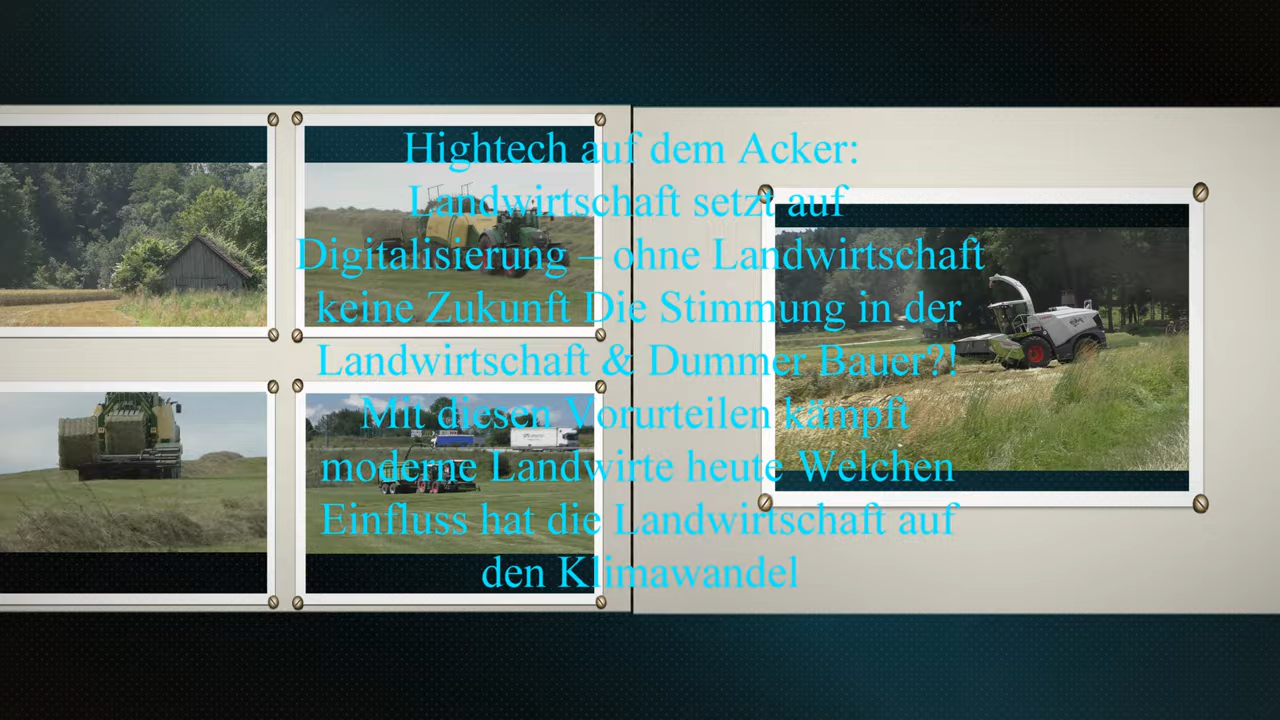 Hightech auf dem Acker:
Landwirtschaft setzt auf
Digitalisierung – ohne Landwirtschaft
keine Zukunft Die Stimmung in der
Landwirtschaft & Dummer Bauer?!
Mit diesen Vorurteilen kämpft
moderne Landwirte heute Welchen
Einfluss hat die Landwirtschaft auf
den Klimawandel